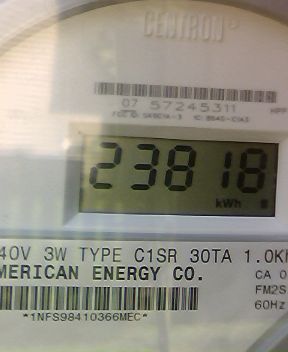 CENTRON®
07 57245311
23818
kWh
40V 3W TYPE C1SR 30TA 1.0K
MERICAN ENERGY CO. CA 0
FM2S
60Hz
*1NFS98410366MEC*